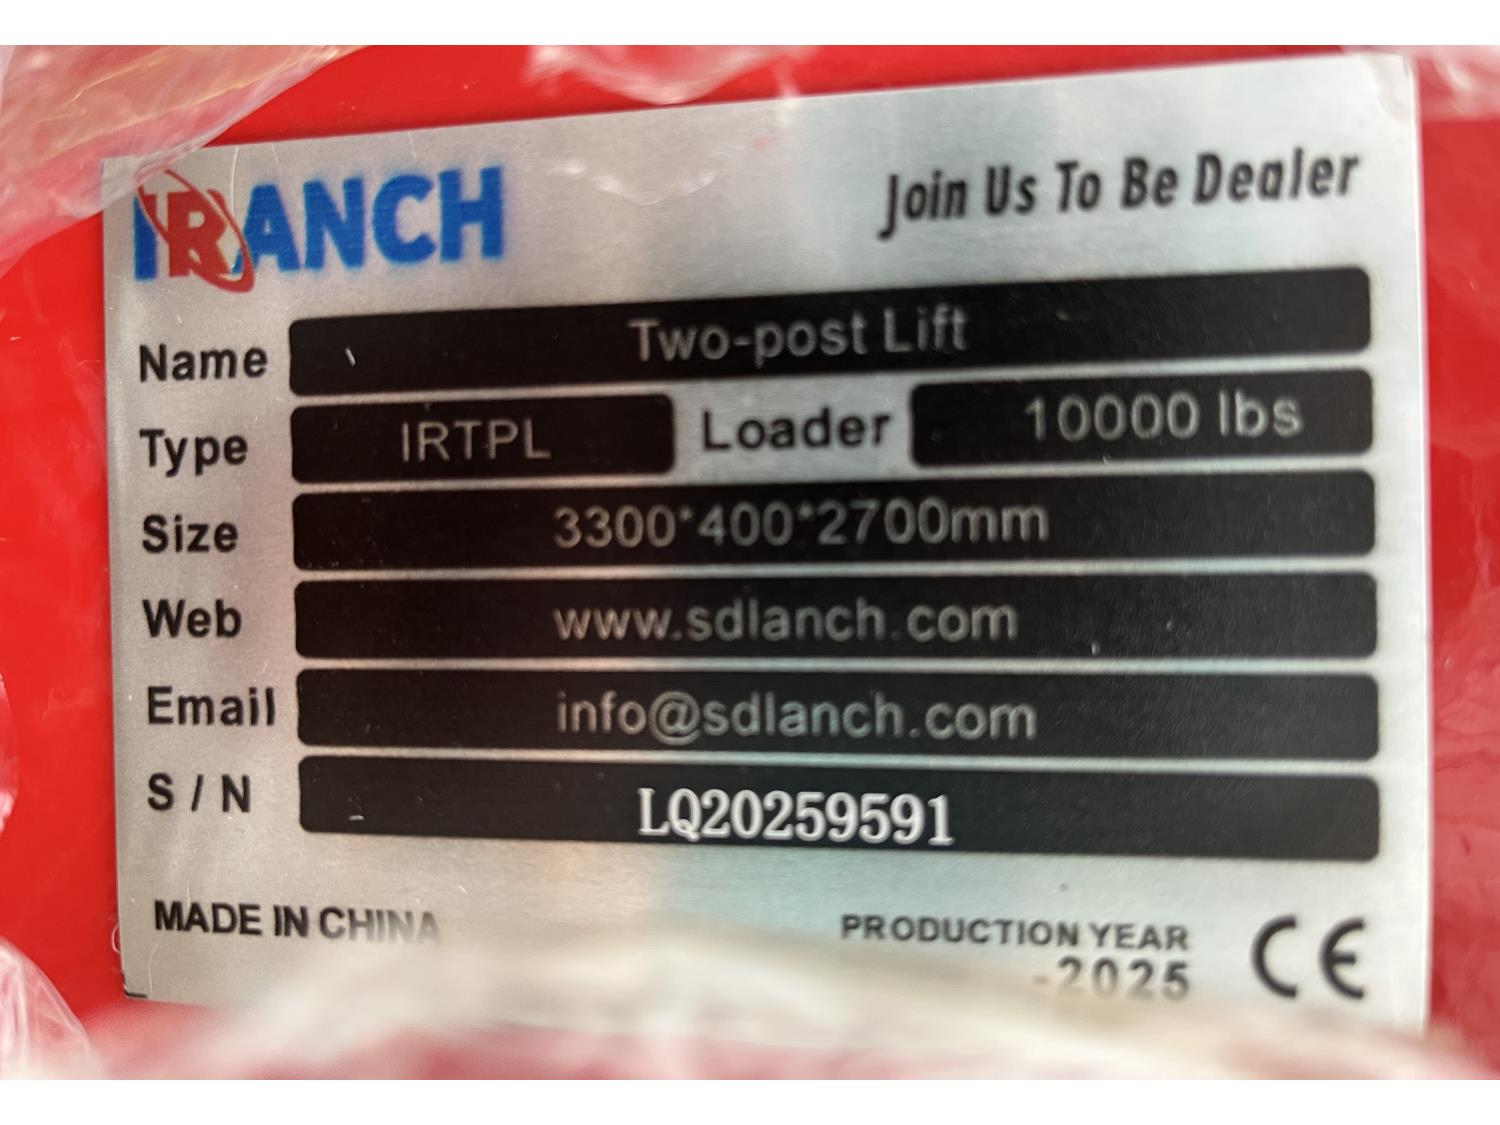 IRANCH
Join Us To Be Dealer
Name Two-post Lift
Type IRTPL Loader 10000 lbs
Size 3300*400*2700mm
Web www.sdlanch.com
Email info@sdlanch.com
S / N LQ20259591
MADE IN CHINA
PRODUCTION YEAR
-2025
CE